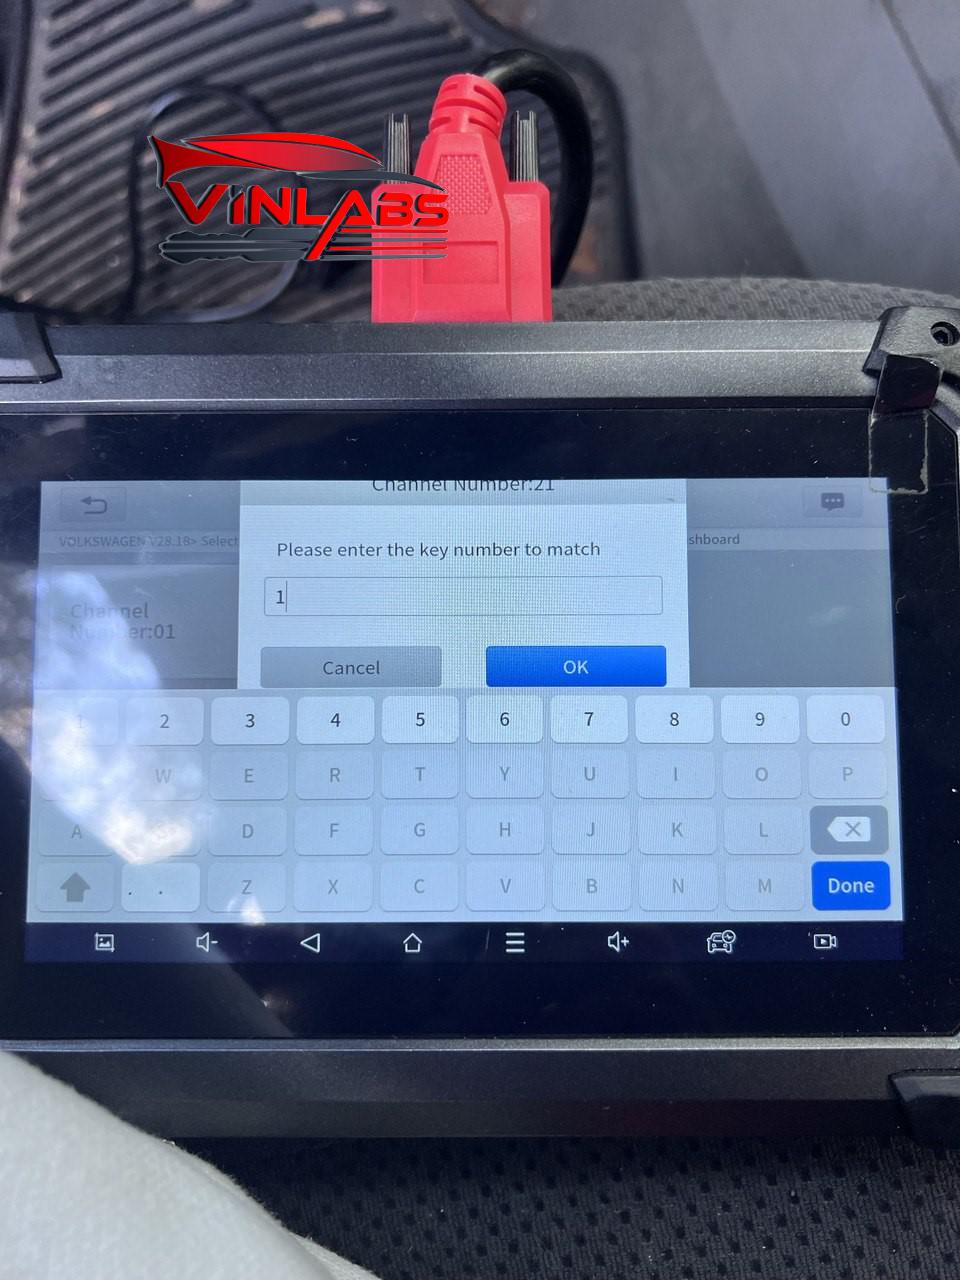 ViNLABS
Channel Number:21
VOLKSWAGEN V28.18> Select
shboard
Please enter the key number to match
1
Channel
Number:01
Cancel
OK
1 2 3 4 5 6 7 8 9 0
W E R T Y U I O P
A S D F G H J K L
Z X C V B N M Done